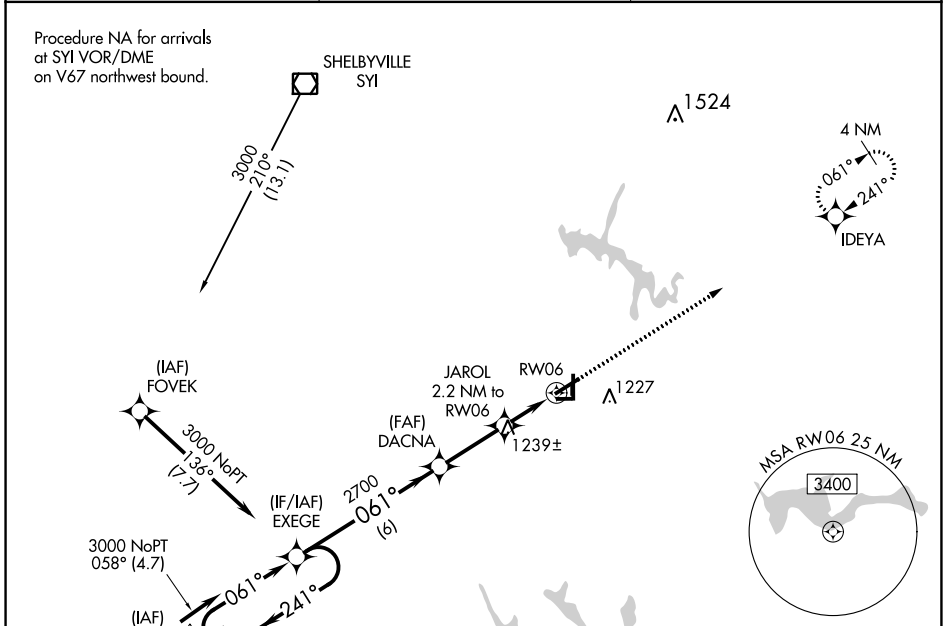 Procedure NA for arrivals
at SYI VOR/DME
on V67 northwest bound.
SHELBYVILLE
SYI
1524
4 NM
061°
241°
IDEYA
3000
210°
(13.1)
(IAF)
FOVEK
JAROL
2.2 NM to
RW06
RW06
1227
(FAF)
DACNA
1239±
3000 NoPT
136°
(7.7)
2700
061°
(6)
(IF/IAF)
EXEGE
MSA RW06 25 NM
3400
3000 NoPT
058° (4.7)
061°
241°
(IAF)